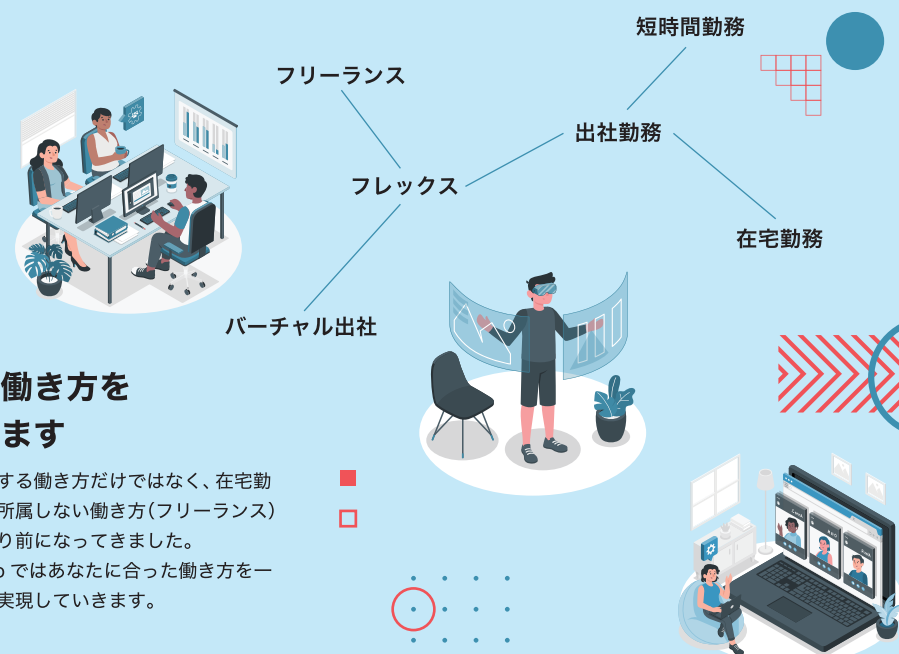 短時間勤務
フリーランス
出社勤務
フレックス
在宅勤務
バーチャル出社
働き方を
ます
する働き方だけではなく、在宅勤
所属しない働き方(フリーランス)
り前になってきました。
ではあなたに合った働き方を一
実現していきます。